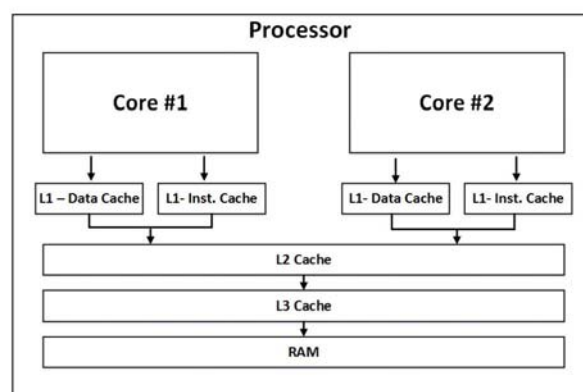 Processor
Core #1
Core #2
L1 – Data Cache
L1- Inst. Cache
L1- Data Cache
L1- Inst. Cache
L2 Cache
L3 Cache
RAM